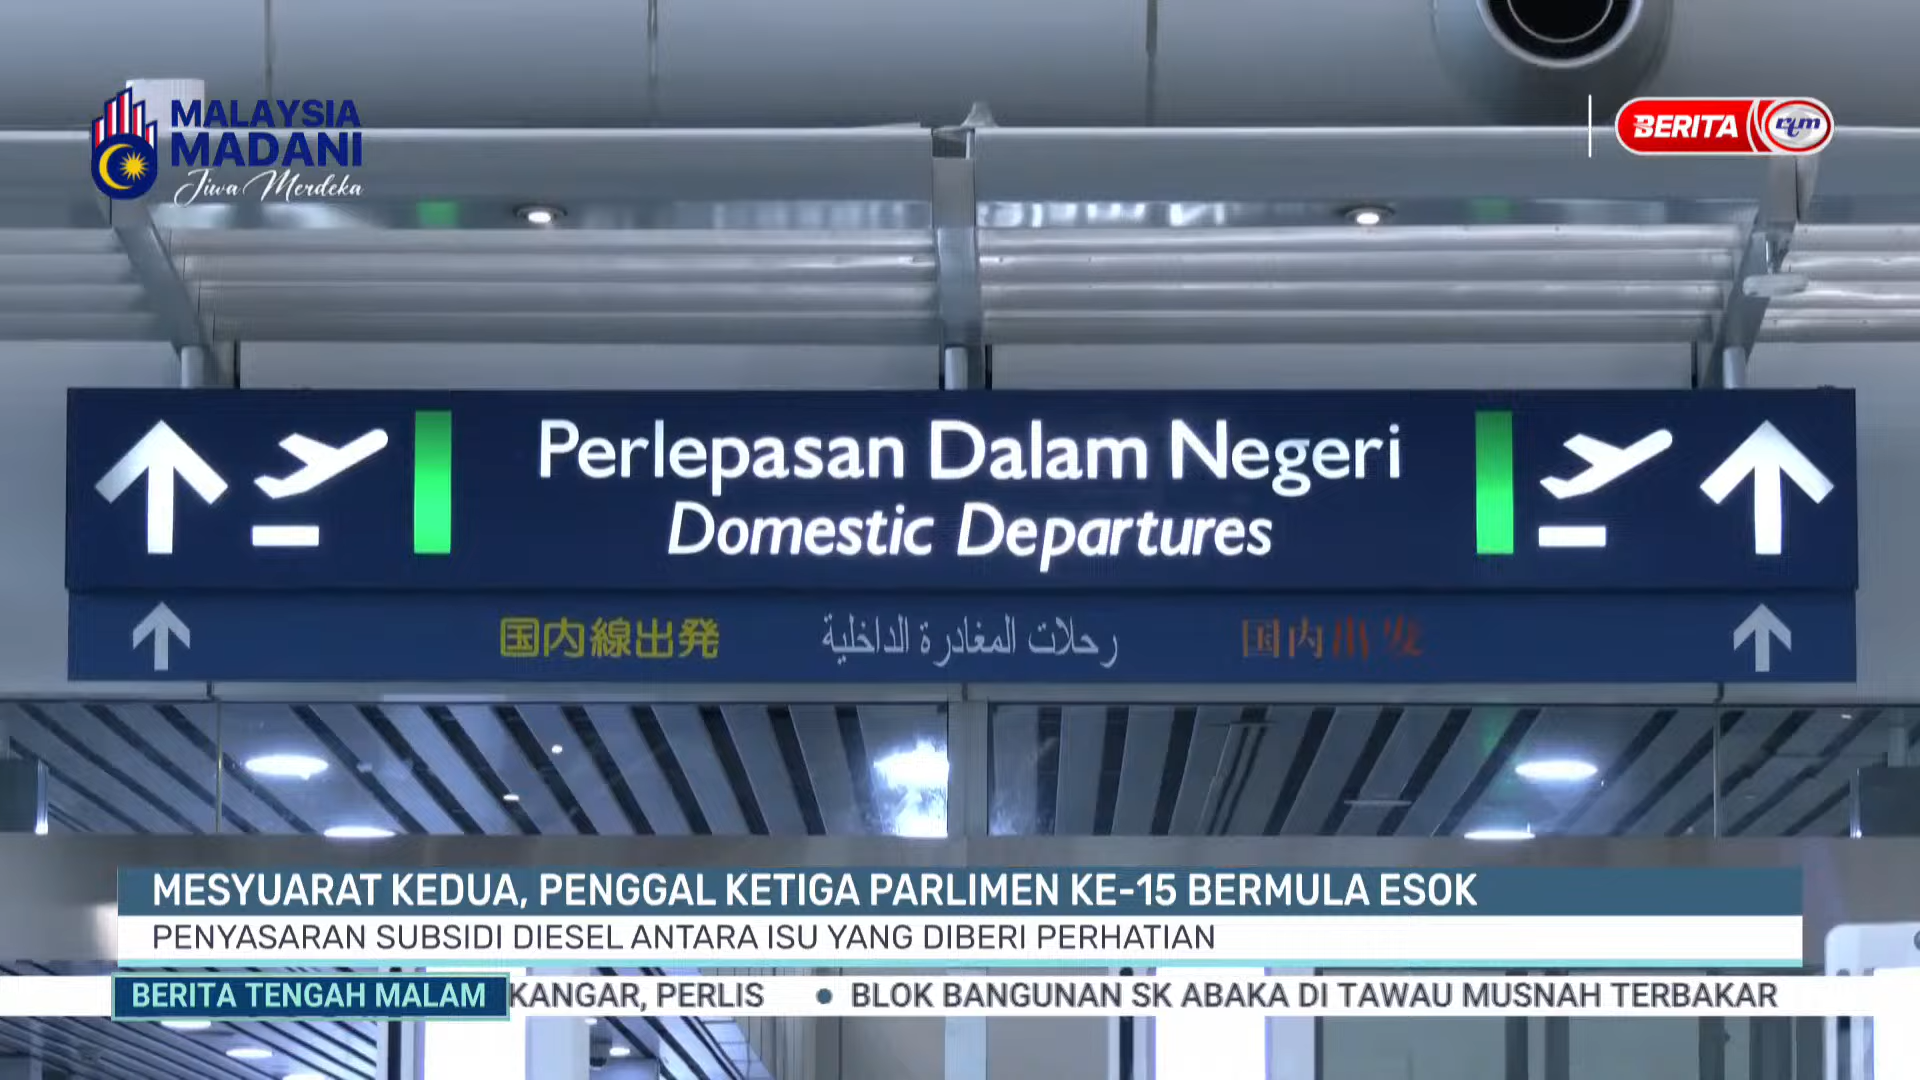 MALAYSIA
MADANI
Jiwa Merdeka
BERITA rtm
Perlepasan Dalam Negeri
Domestic Departures
国内線出発 رحلات المغادرة الداخلية 国内出发
MESYUARAT KEDUA, PENGGAL KETIGA PARLIMEN KE-15 BERMULA ESOK
PENYASARAN SUBSIDI DIESEL ANTARA ISU YANG DIBERI PERHATIAN
BERITA TENGAH MALAM KANGAR, PERLIS • BLOK BANGUNAN SK ABAKA DI TAWAU MUSNAH TERBAKAR